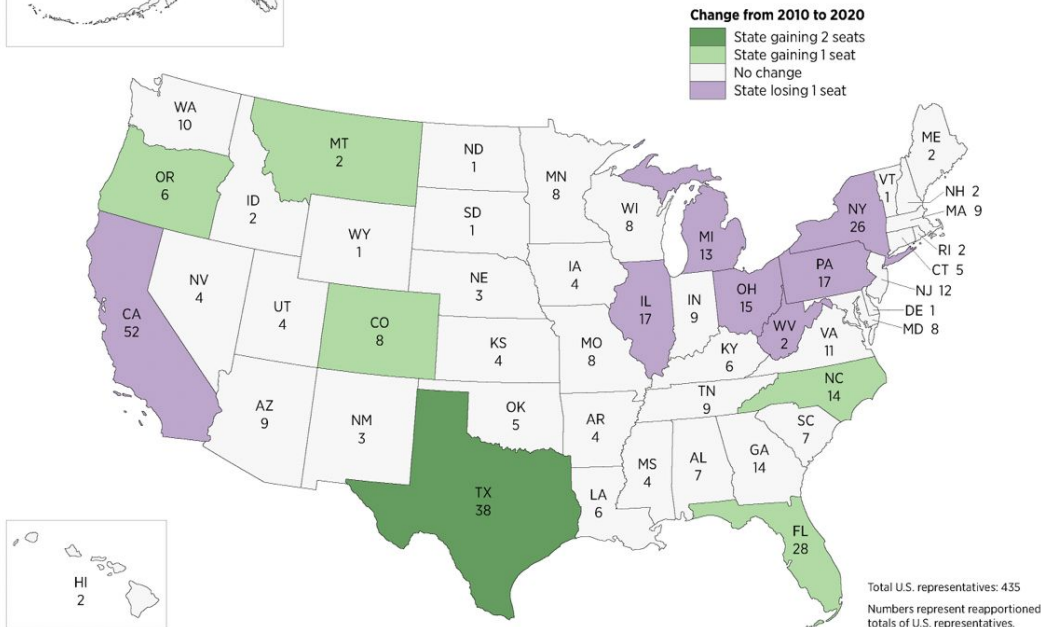 Change from 2010 to 2020
State gaining 2 seats
State gaining 1 seat
No change
State losing 1 seat
WA
10
OR
6
CA
52
NV
4
ID
2
MT
2
WY
1
UT
4
CO
8
AZ
9
NM
3
ND
1
SD
1
NE
3
KS
4
OK
5
TX
38
MN
8
IA
4
MO
8
AR
4
LA
6
WI
8
IL
17
MI
13
IN
9
OH
15
KY
6
TN
9
MS
4
AL
7
GA
14
FL
28
SC
7
NC
14
VA
11
WV
2
PA
17
NY
26
VT
1
ME
2
NH 2
MA 9
RI 2
CT 5
NJ 12
DE 1
MD 8
HI
2
Total U.S. representatives: 435
Numbers represent reapportioned
totals of U.S. representatives.